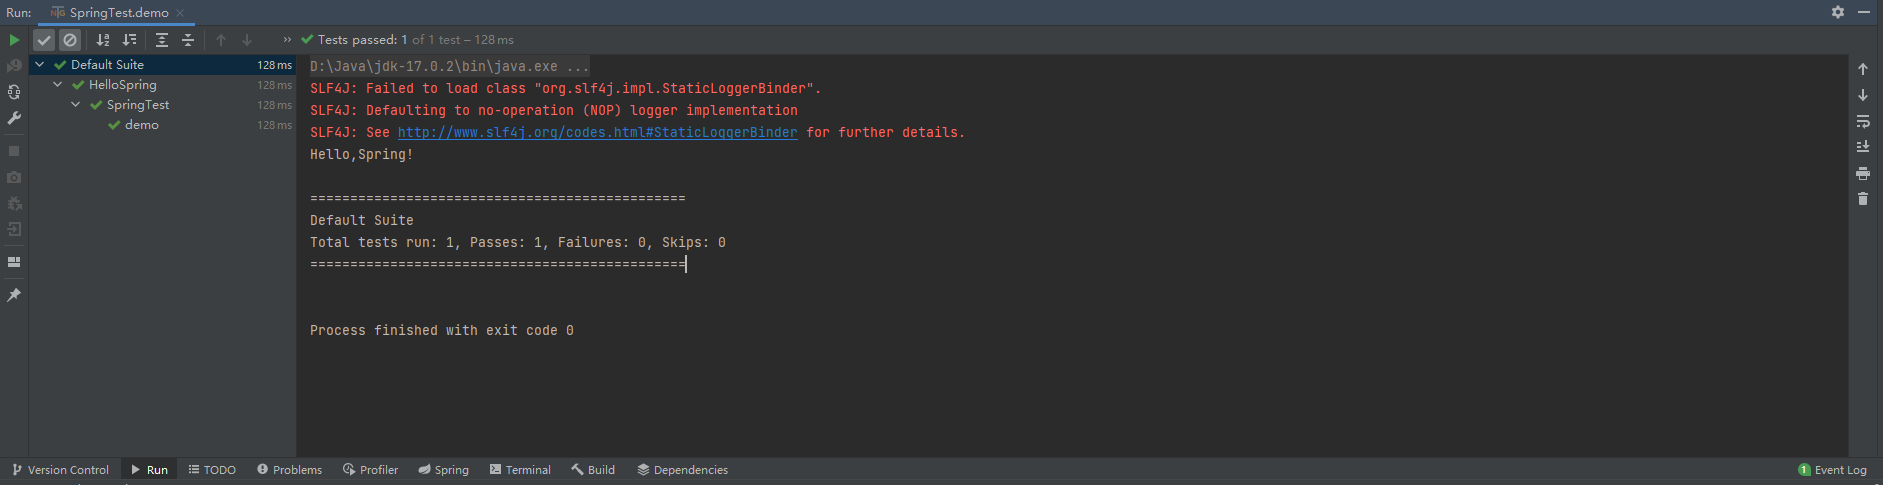 Run: SpringTest.demo
Tests passed: 1 of 1 test – 128 ms
Default Suite 128 ms
HelloSpring 128 ms
SpringTest 128 ms
demo 128 ms
D:\Java\jdk-17.0.2\bin\java.exe ...
SLF4J: Failed to load class "org.slf4j.impl.StaticLoggerBinder".
SLF4J: Defaulting to no-operation (NOP) logger implementation
SLF4J: See http://www.slf4j.org/codes.html#StaticLoggerBinder for further details.
Hello,Spring!
===============================================
Default Suite
Total tests run: 1, Passes: 1, Failures: 0, Skips: 0
===============================================
Process finished with exit code 0
Version Control Run TODO Problems Profiler Spring Terminal Build Dependencies 1 Event Log